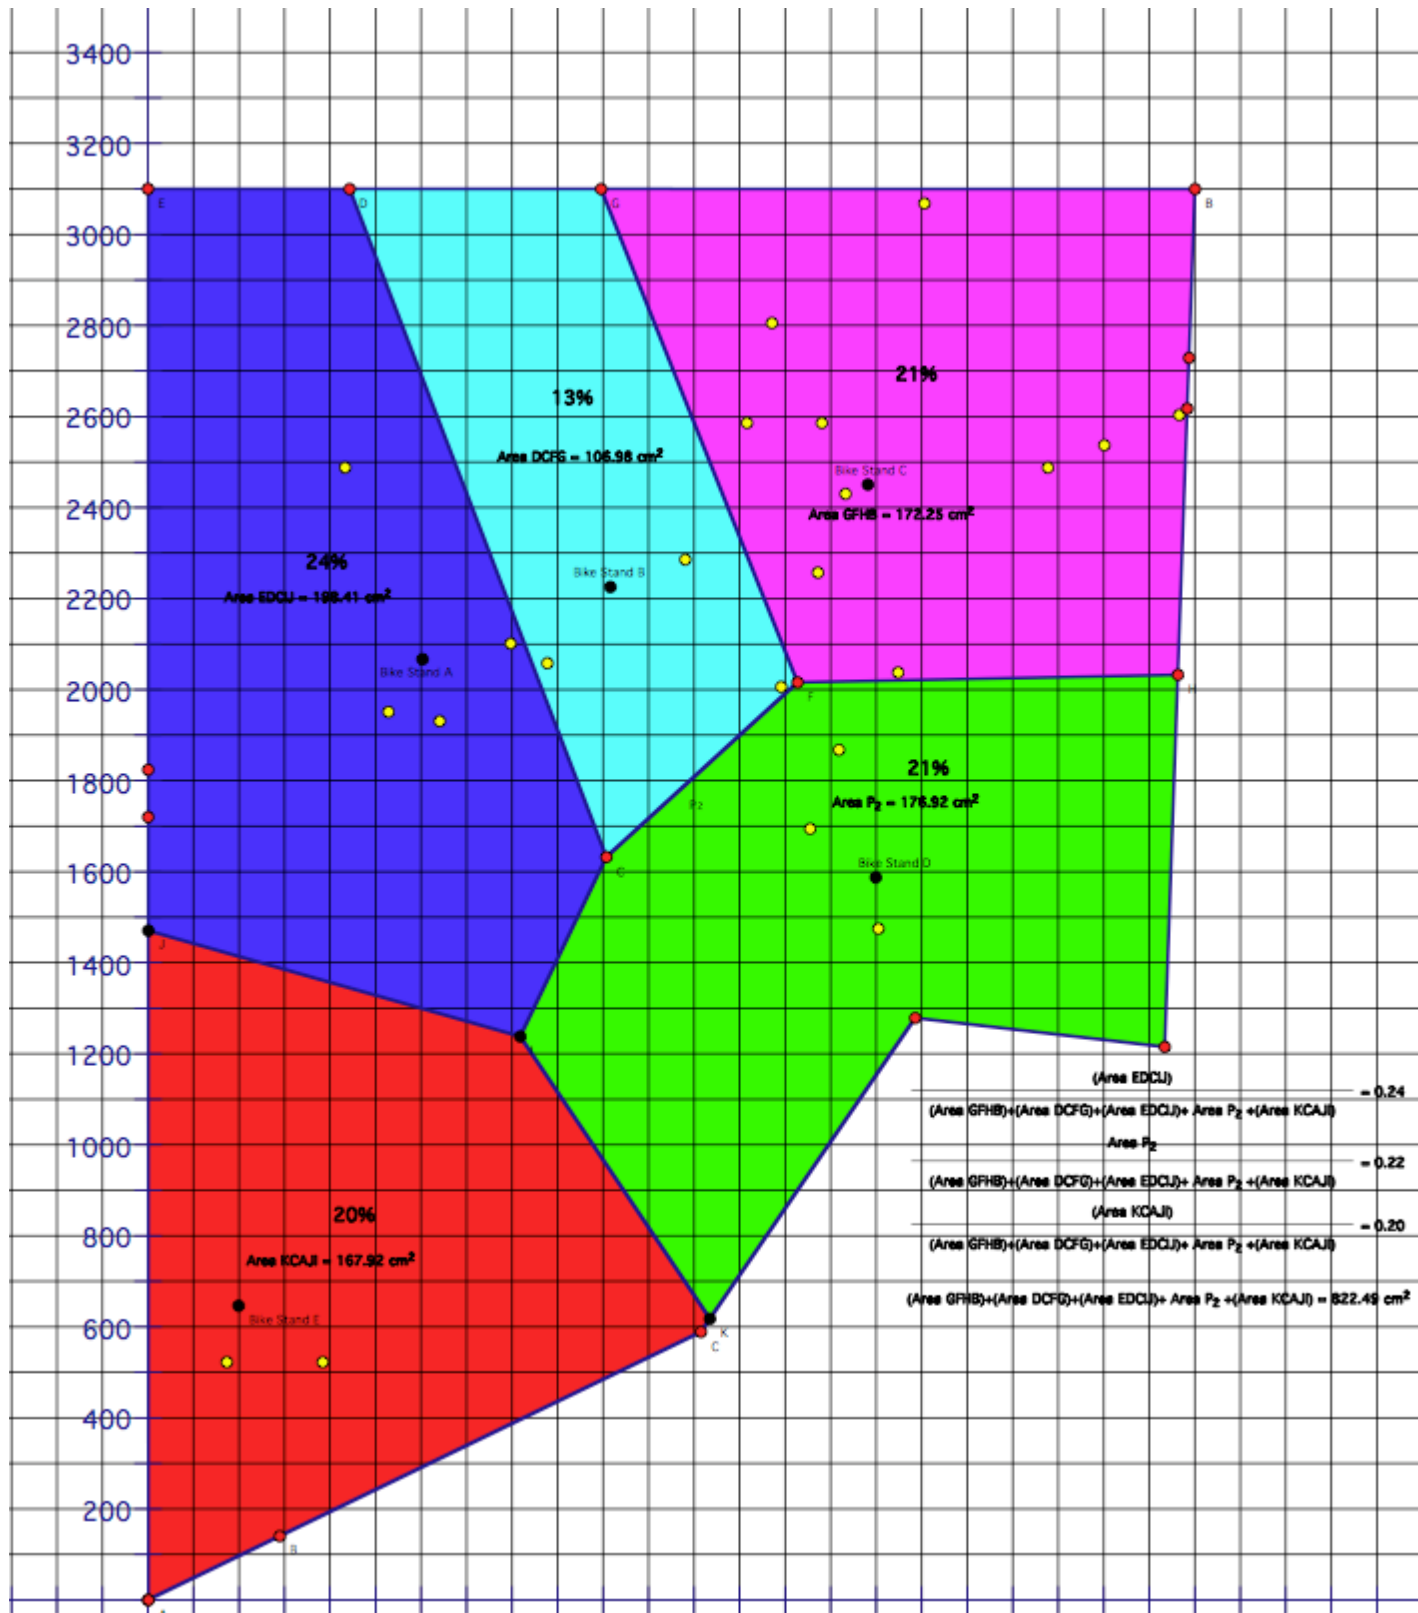 3400
3200
E
D
G
B
3000
2800
21%
2600
13%
Area DCFG = 106.98 cm²
Bike Stand C
2400
Area GFHB = 172.25 cm²
24%
Bike Stand B
2200
Area EDCIJ = 198.41 cm²
Bike Stand A
2000
F
H
1800
21%
P2
Area P₂ = 176.92 cm²
1600
Bike Stand D
J
1400
1200
(Area EDCIJ)
= 0.24
(Area GFHB)+(Area DCFG)+(Area EDCIJ)+ Area P₂ +(Area KCAJI)
1000
Area P₂
= 0.22
(Area GFHB)+(Area DCFG)+(Area EDCIJ)+ Area P₂ +(Area KCAJI)
20%
(Area KCAJI)
= 0.20
800
(Area GFHB)+(Area DCFG)+(Area EDCIJ)+ Area P₂ +(Area KCAJI)
Area KCAJI = 167.92 cm²
(Area GFHB)+(Area DCFG)+(Area EDCIJ)+ Area P₂ +(Area KCAJI) = 822.49 cm²
Bike Stand E
600
K
C
400
200
B